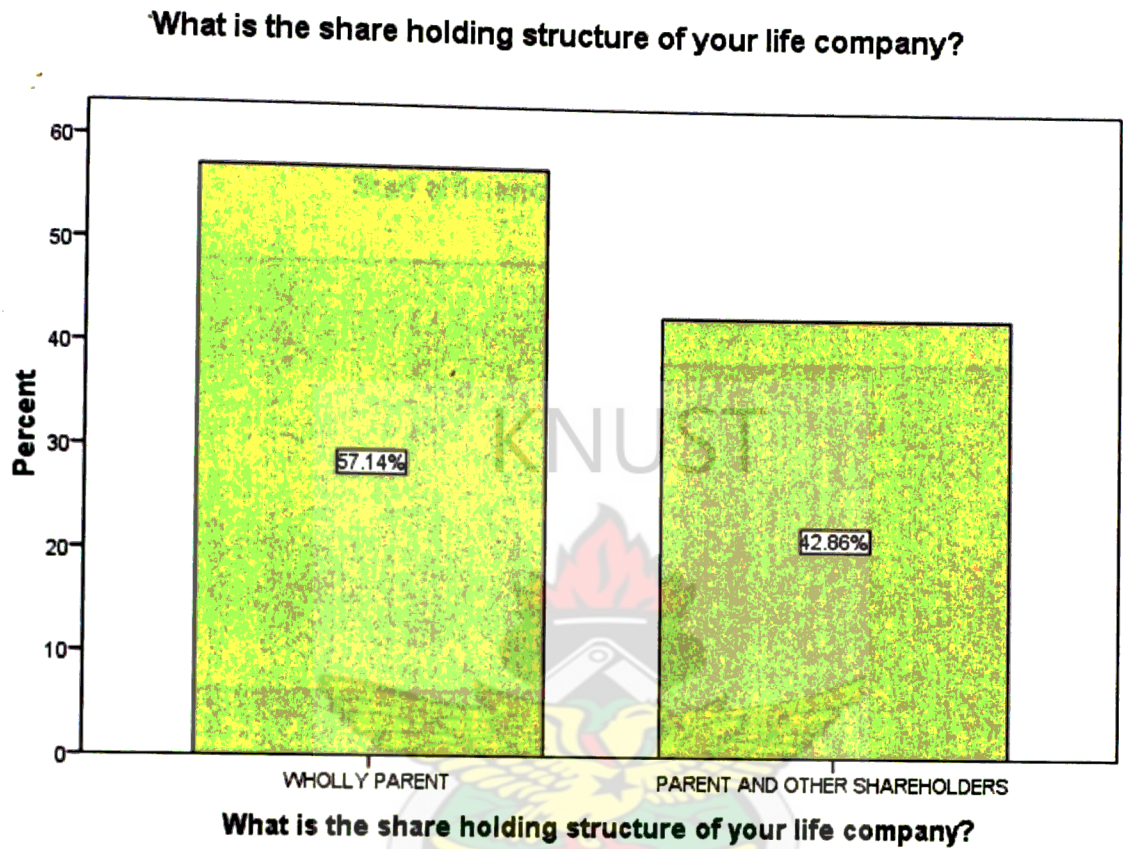 What is the share holding structure of your life company?
60
50
40
30
20
10
0
Percent
57.14%
42.86%
KNUST
WHOLLY PARENT
PARENT AND OTHER SHAREHOLDERS
What is the share holding structure of your life company?